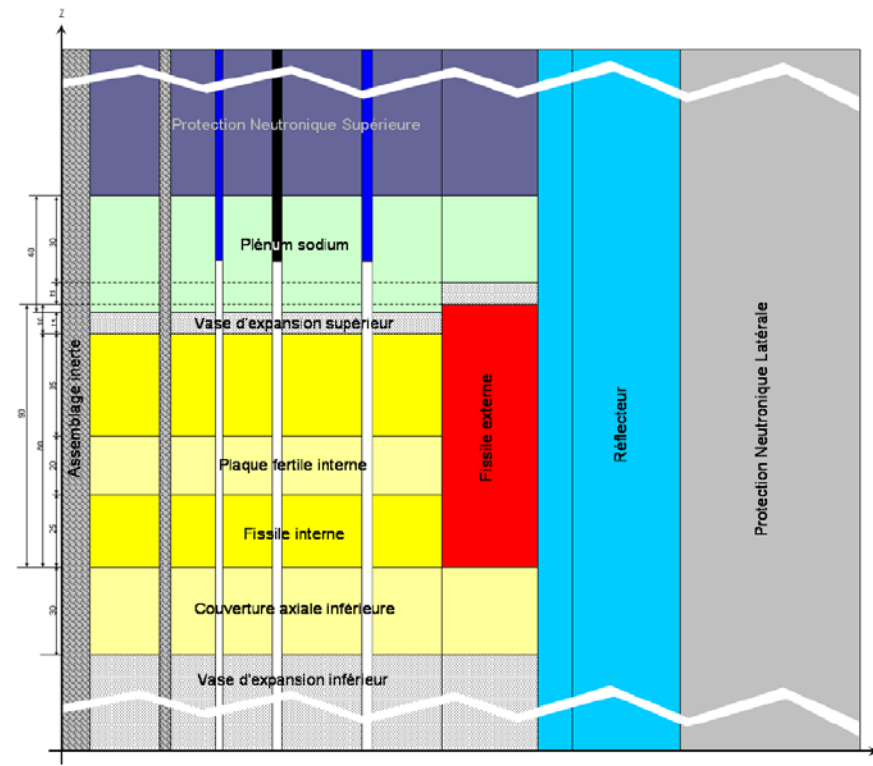 Z
Protection Neutronique Supérieure
40
30
Plénum sodium
Vase d'expansion supérieur
93
35
Assemblage inerte
Plaque fertile interne
20
Fissile externe
Réflecteur
Protection Neutronique Latérale
25
Fissile interne
30
Couverture axiale inférieure
Vase d'expansion inférieur